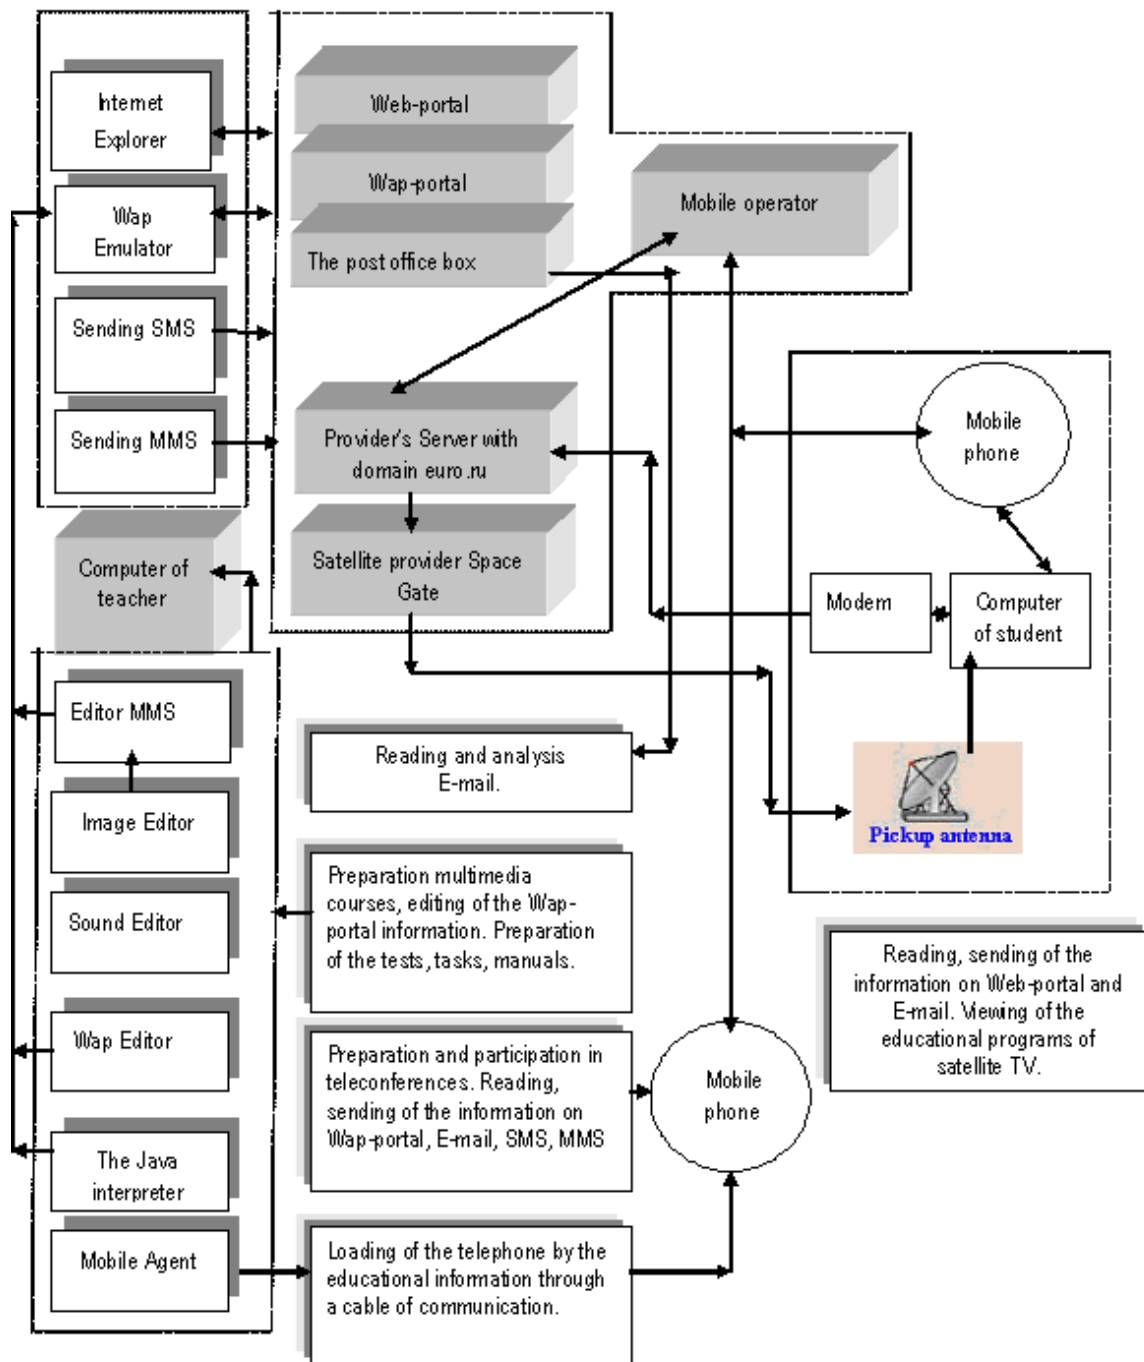 Internet
Explorer
Wap
Emulator
Sending SMS
Sending MMS
Web-portal
Wap-portal
The post office box
Mobile operator
Provider's Server with
domain euro.ru
Satellite provider Space
Gate
Computer of
teacher
Mobile
phone
Modem
Computer
of student
Pickup antenna
Editor MMS
Image Editor
Sound Editor
Wap Editor
The Java
interpreter
Mobile Agent
Reading and analysis
E-mail.
Preparation multimedia
courses, editing of the Wap-
portal information. Preparation
of the tests, tasks, manuals.
Preparation and participation in
teleconferences. Reading,
sending of the information on
Wap-portal, E-mail, SMS, MMS
Loading of the telephone by the
educational information through
a cable of communication.
Mobile
phone
Reading, sending of the
information on Web-portal and
E-mail. Viewing of the
educational programs of
satellite TV.